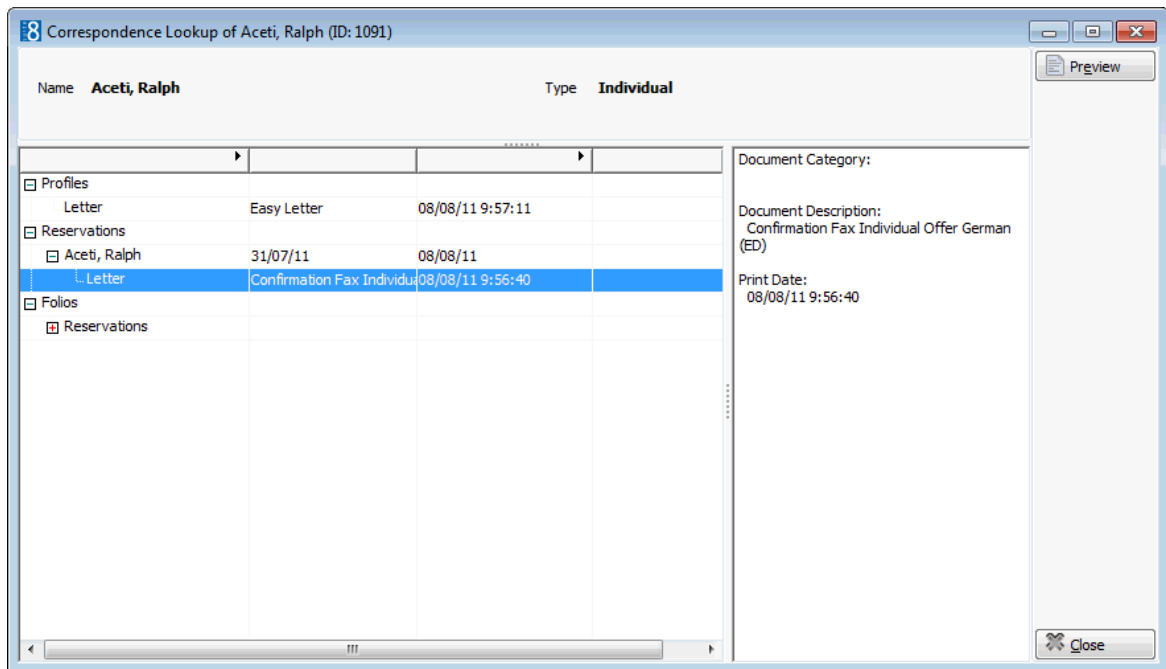 8 Correspondence Lookup of Aceti, Ralph (ID: 1091)
Preview
Name Aceti, Ralph Type Individual
Profiles
Letter Easy Letter 08/08/11 9:57:11
Reservations
Aceti, Ralph 31/07/11 08/08/11
Letter Confirmation Fax Individua 08/08/11 9:56:40
Folios
Reservations
Document Category:
Document Description:
Confirmation Fax Individual Offer German
(ED)
Print Date:
08/08/11 9:56:40
Close